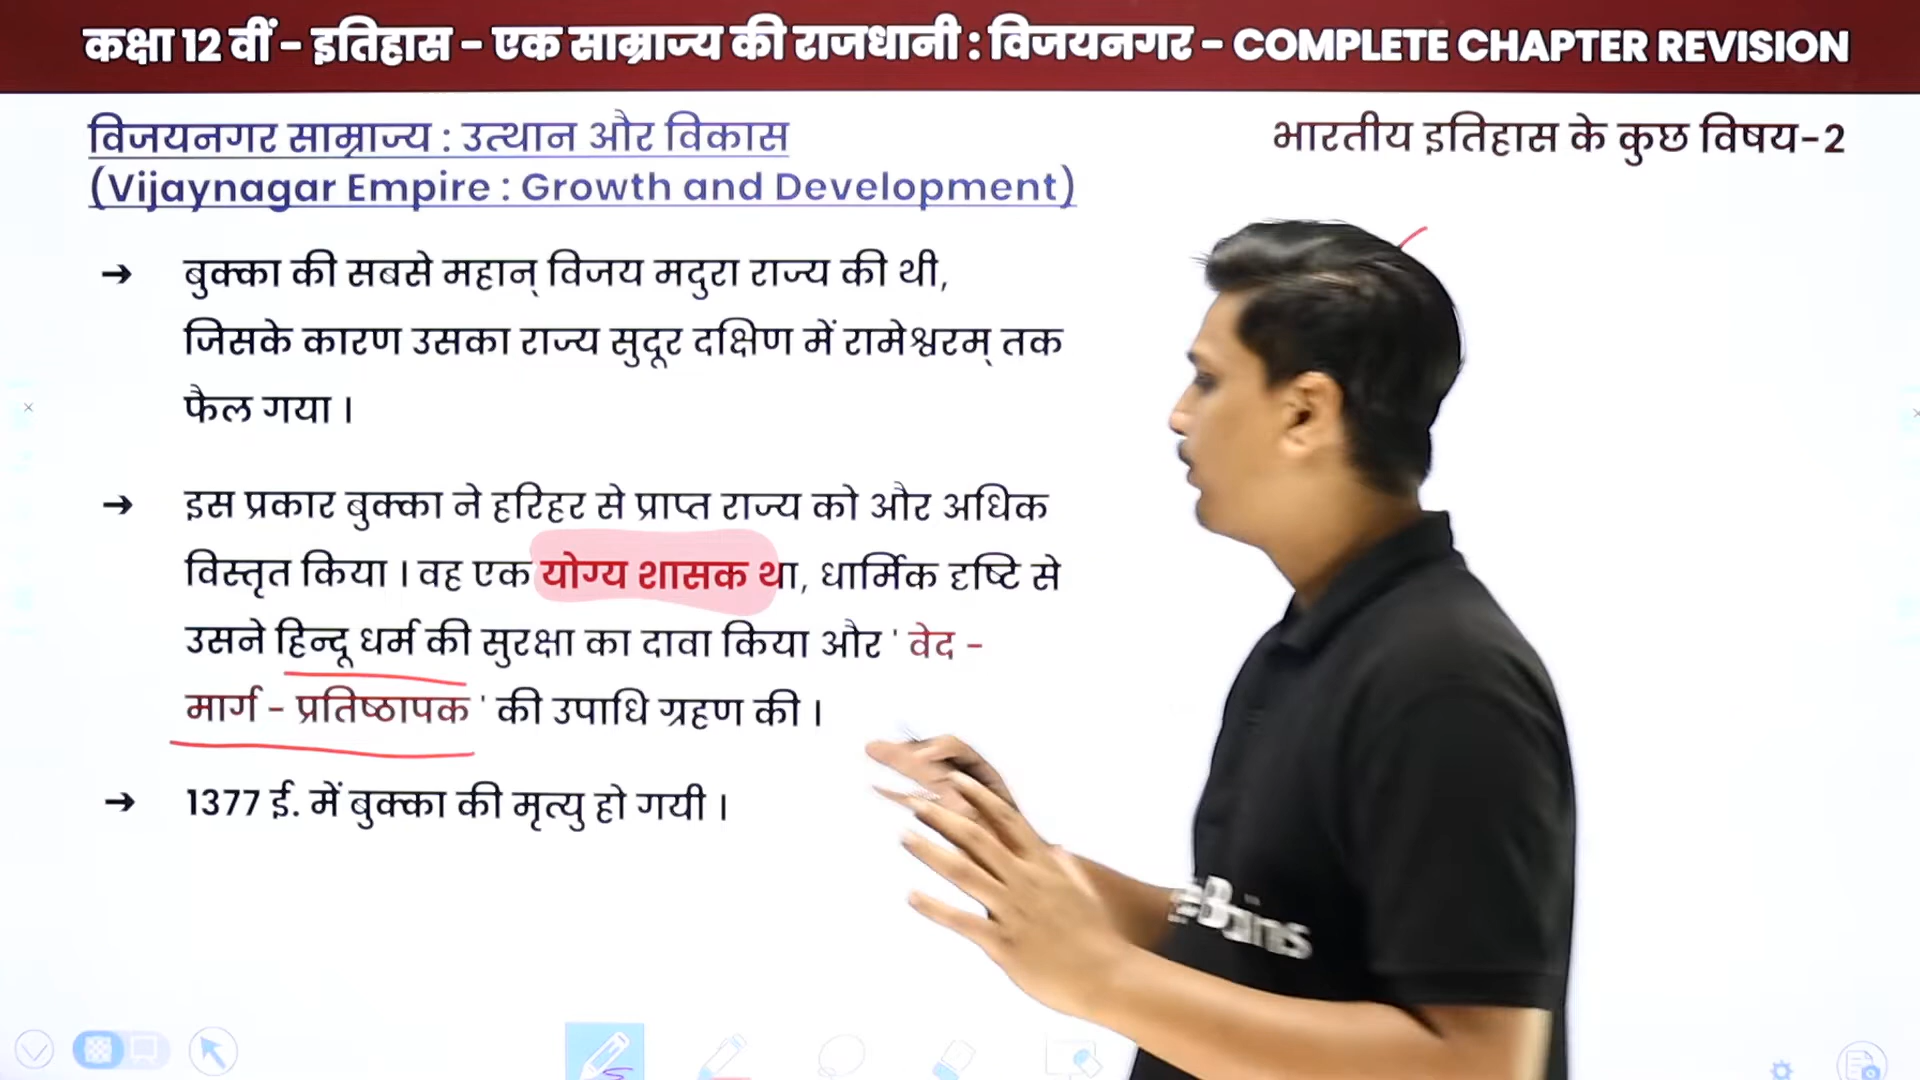 कक्षा 12 वीं - इतिहास - एक साम्राज्य की राजधानी : विजयनगर - COMPLETE CHAPTER REVISION
विजयनगर साम्राज्य : उत्थान और विकास
(Vijaynagar Empire : Growth and Development)
भारतीय इतिहास के कुछ विषय-2
➔ बुक्का की सबसे महान् विजय मदुरा राज्य की थी,
जिसके कारण उसका राज्य सुदूर दक्षिण में रामेश्वरम् तक
फैल गया ।
➔ इस प्रकार बुक्का ने हरिहर से प्राप्त राज्य को और अधिक
विस्तृत किया । वह एक योग्य शासक था, धार्मिक दृष्टि से
उसने हिन्दू धर्म की सुरक्षा का दावा किया और ' वेद -
मार्ग - प्रतिष्ठापक ' की उपाधि ग्रहण की ।
➔ 1377 ई. में बुक्का की मृत्यु हो गयी ।